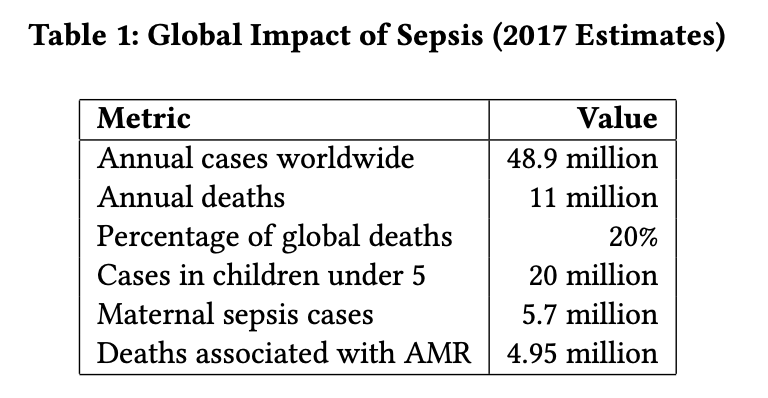 Table 1: Global Impact of Sepsis (2017 Estimates)
Metric Value
Annual cases worldwide 48.9 million
Annual deaths 11 million
Percentage of global deaths 20%
Cases in children under 5 20 million
Maternal sepsis cases 5.7 million
Deaths associated with AMR 4.95 million